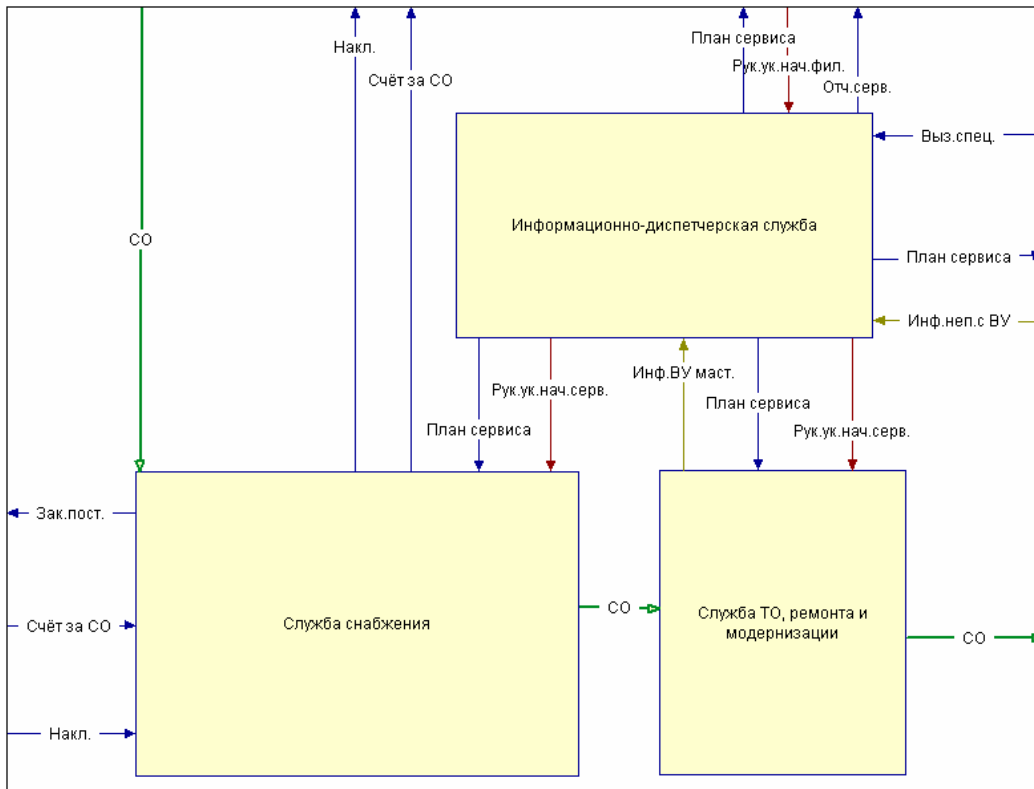 План сервиса
Накл.
Рук.ук.нач.фил.
Счёт за СО
Отч.серв.
Выз.спец.
Информационно-диспетчерская служба
СО
План сервиса
Инф.неп.с ВУ
Инф.ВУ маст.
Рук.ук.нач.серв.
План сервиса
План сервиса
Рук.ук.нач.серв.
Зак.пост.
СО
Служба ТО, ремонта и
модернизации
Счёт за СО
Служба снабжения
СО
Накл.